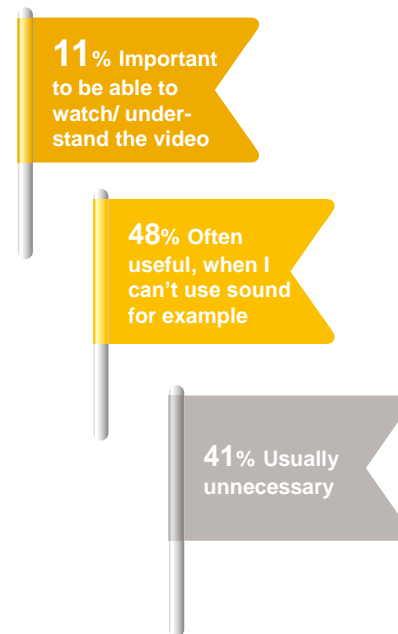 11% Important
to be able to
watch/ under-
stand the video
48% Often
useful, when I
can’t use sound
for example
41% Usually
unnecessary